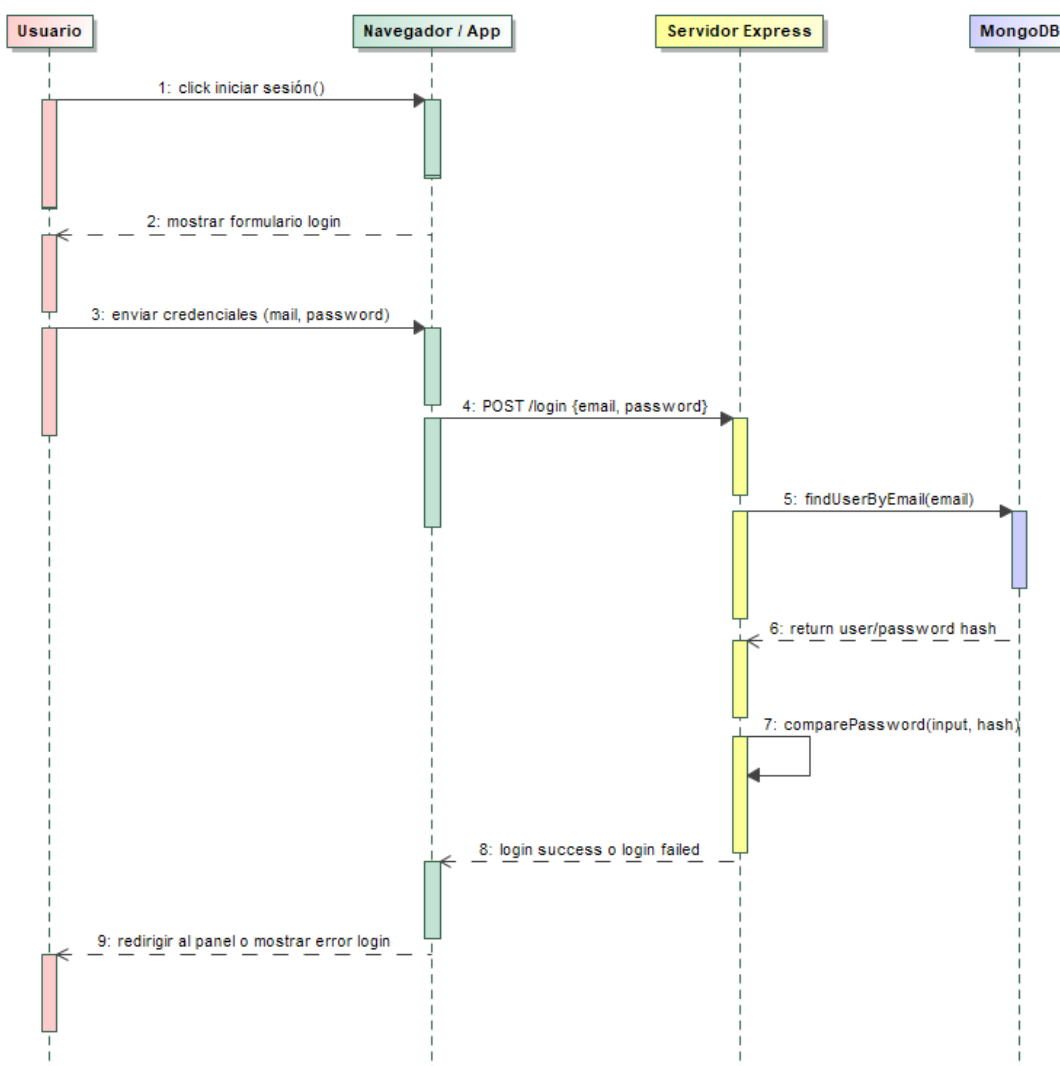 Usuario
Navegador / App
Servidor Express
MongoDB
1: click iniciar sesión()
2: mostrar formulario login
3: enviar credenciales (mail, password)
4: POST /login {email, password}
5: findUserByEmail(email)
6: return user/password hash
7: comparePassword(input, hash)
8: login success o login failed
9: redirigir al panel o mostrar error login